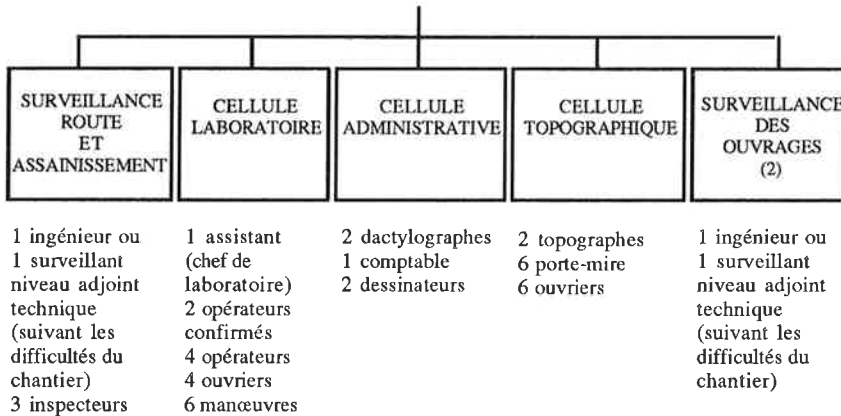 SURVEILLANCE
ROUTE
ET
ASSAINISSEMENT
CELLULE
LABORATOIRE
CELLULE
ADMINISTRATIVE
CELLULE
TOPOGRAPHIQUE
SURVEILLANCE
DES
OUVRAGES
(2)
1 ingénieur ou
1 surveillant
niveau adjoint
technique
(suivant les
difficultés du
chantier)
3 inspecteurs
1 assistant
(chef de
laboratoire)
2 opérateurs
confirmés
4 opérateurs
4 ouvriers
6 manœuvres
2 dactylographes
1 comptable
2 dessinateurs
2 topographes
6 porte-mire
6 ouvriers
1 ingénieur ou
1 surveillant
niveau adjoint
technique
(suivant les
difficultés du
chantier)